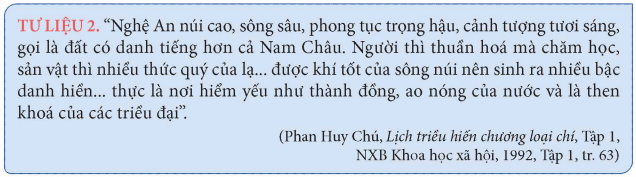 TƯ LIỆU 2. “Nghệ An núi cao, sông sâu, phong tục trọng hậu, cảnh tượng tươi sáng,
gọi là đất có danh tiếng hơn cả Nam Châu. Người thì thuần hoá mà chăm học,
sản vật thì nhiều thức quý của lạ... được khí tốt của sông núi nên sinh ra nhiều bậc
danh hiền... thực là nơi hiểm yếu như thành đồng, ao nóng của nước và là then
khoá của các triều đại”.
(Phan Huy Chú, Lịch triều hiến chương loại chí, Tập 1,
NXB Khoa học xã hội, 1992, Tập 1, tr. 63)